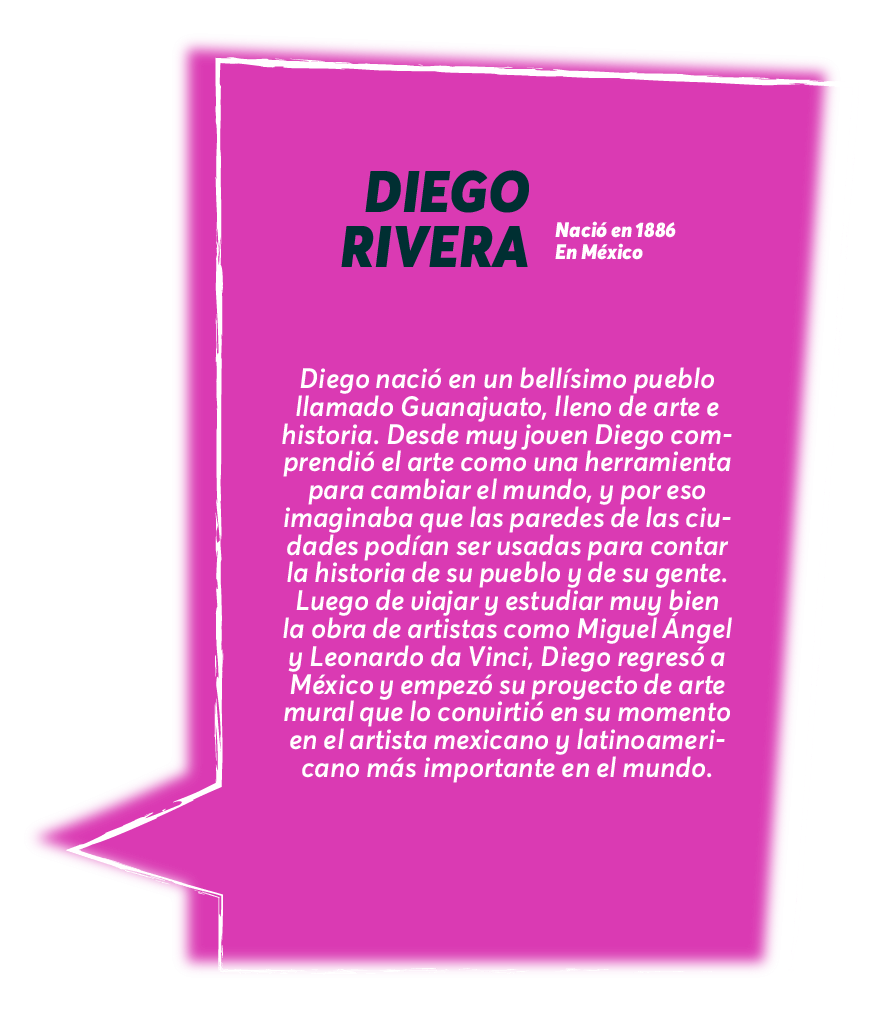 DIEGO
RIVERA
Nació en 1886
En México
Diego nació en un bellísimo pueblo
llamado Guanajuato, lleno de arte e
historia. Desde muy joven Diego com-
prendió el arte como una herramienta
para cambiar el mundo, y por eso
imaginaba que las paredes de las ciu-
dades podían ser usadas para contar
la historia de su pueblo y de su gente.
Luego de viajar y estudiar muy bien
la obra de artistas como Miguel Ángel
y Leonardo da Vinci, Diego regresó a
México y empezó su proyecto de arte
mural que lo convirtió en su momento
en el artista mexicano y latinoameri-
cano más importante en el mundo.